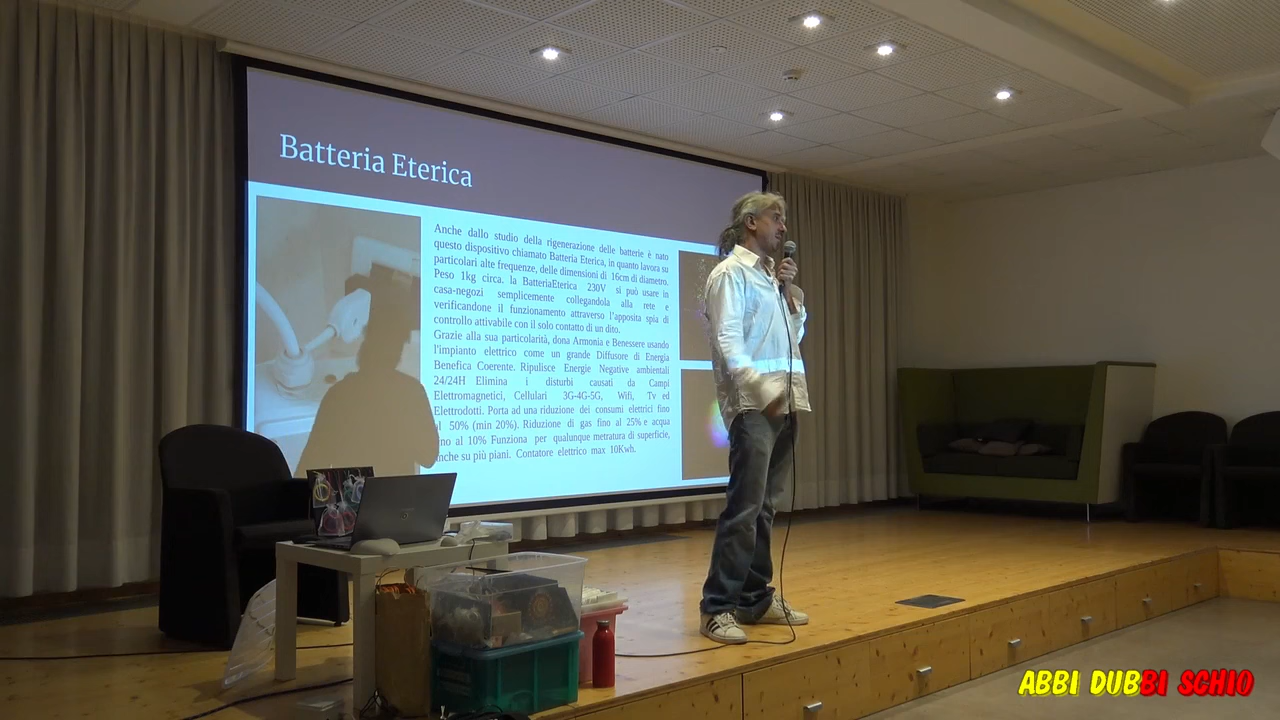 Batteria Eterica
Anche dallo studio della rigenerazione delle batterie è nato
questo dispositivo chiamato Batteria Eterica, in quanto lavora su
particolari alte frequenze, delle dimensioni di 16cm di diametro.
Peso 1kg circa. la BatteriaEterica 230V si può usare in
casa-negozi semplicemente collegandola alla rete e
verificandone il funzionamento attraverso l'apposita spia di
controllo attivabile con il solo contatto di un dito.
Grazie alla sua particolarità, dona Armonia e Benessere usando
l'impianto elettrico come un grande Diffusore di Energia
Benefica Coerente. Ripulisce Energie Negative ambientali
24/24H Elimina i disturbi causati da Campi
Elettromagnetici, Cellulari 3G-4G-5G, Wifi, Tv ed
Elettrodotti. Porta ad una riduzione dei consumi elettrici fino
al 50% (min 20%). Riduzione di gas fino al 25% e acqua
fino al 10% Funziona per qualunque metratura di superficie,
anche su più piani. Contatore elettrico max 10Kwh.
ABBI DUBBI SCHIO